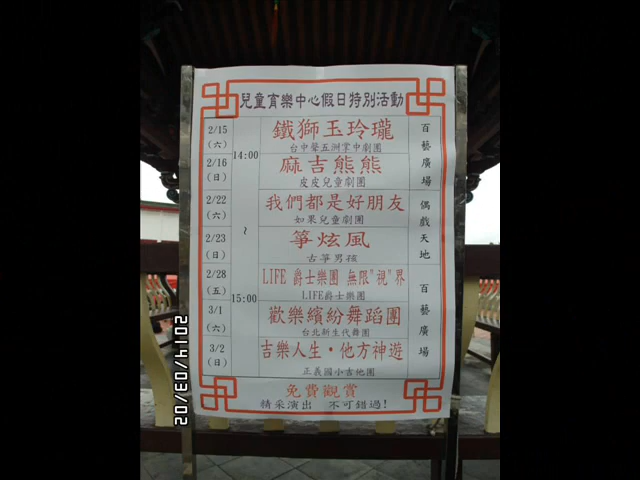 兒童育樂中心假日特別活動
2/15
(六)
鐵獅玉玲瓏
台中聲五洲掌中劇團
2/16
(日)
麻吉熊熊
皮皮兒童劇團
14:00
~
15:00
百藝廣場
2/22
(六)
我們都是好朋友
如果兒童劇團
2/23
(日)
箏炫風
古箏男孩
偶戲天地
2/28
(五)
LIFE 爵士樂團 無限"視"界
LIFE爵士樂團
3/1
(六)
歡樂繽紛舞蹈團
台北新生代舞團
3/2
(日)
吉樂人生·他方神遊
正義國小吉他團
百藝廣場
免費觀賞
精采演出 不可錯過!
2014/03/02